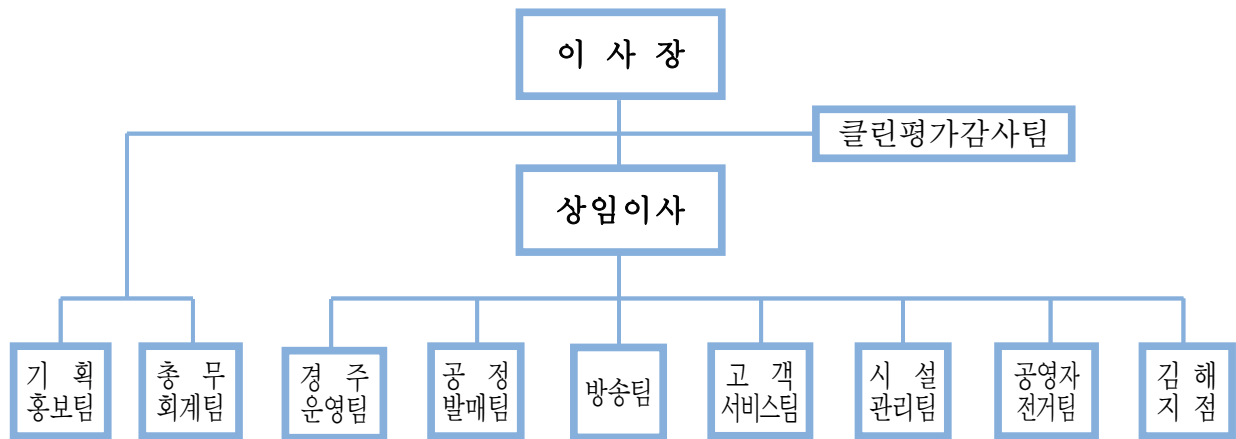 이 사 장
클린평가감사팀
상임이사
기 획
홍보팀
총 무
회계팀
경 주
운영팀
공 정
발매팀
방송팀
고 객
서비스팀
시 설
관리팀
공영자
전거팀
김 해
지 점